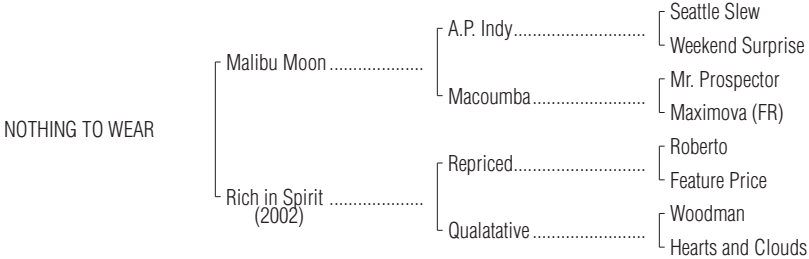 Seattle Slew
A.P. Indy..............................
Weekend Surprise
Malibu Moon .....................
Mr. Prospector
Macoumba.........................
Maximova (FR)
NOTHING TO WEAR
Roberto
Repriced.............................
Feature Price
Rich in Spirit .....................
(2002)
Woodman
Qualatative.........................
Hearts and Clouds